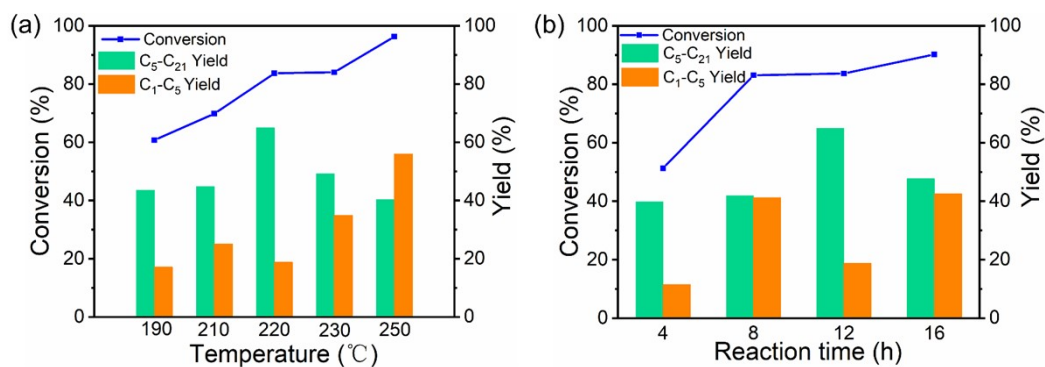 (a)
Conversion
C₅-C₂₁ Yield
C₁-C₅ Yield
100
80
60
40
20
0
Conversion (%)
100
80
60
40
20
0
Yield (%)
190 210 220 230 250
Temperature (℃)
(b)
Conversion
C₅-C₂₁ Yield
C₁-C₅ Yield
100
80
60
40
20
0
Conversion (%)
100
80
60
40
20
0
Yield (%)
4 8 12 16
Reaction time (h)